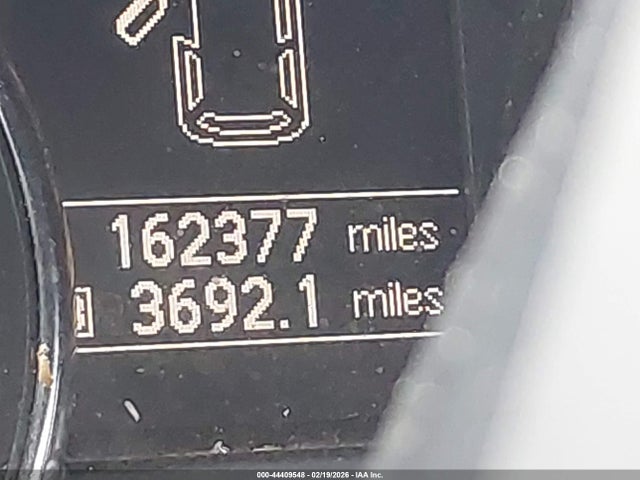 162377 miles
3692.1 miles
000-44409548 - 02/19/2026 - IAA Inc.